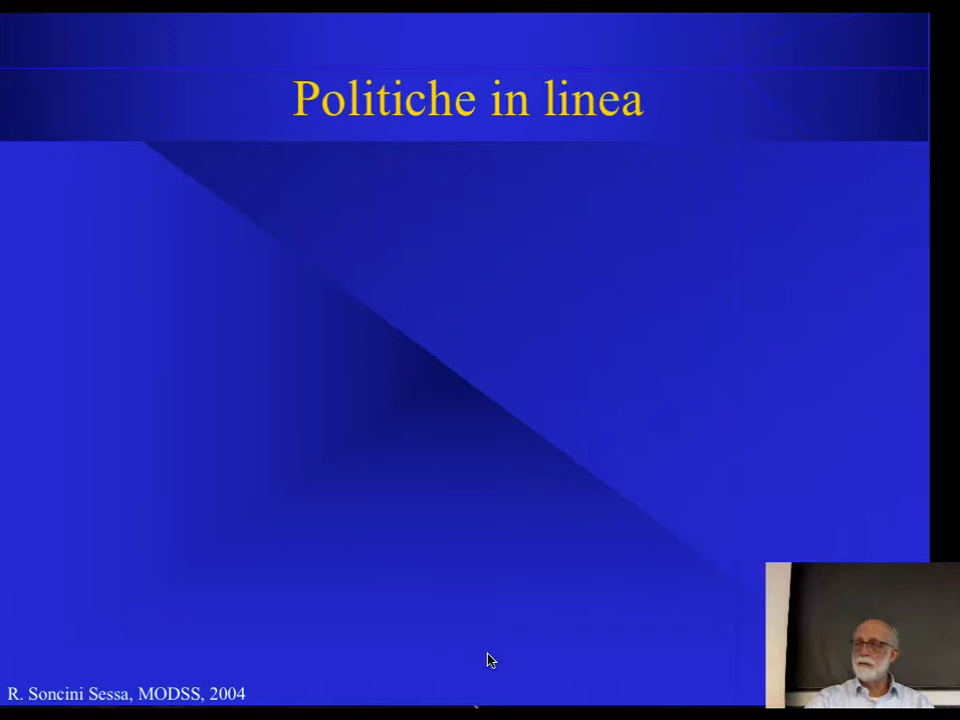 Politiche in linea
R. Soncini Sessa, MODSS, 2004